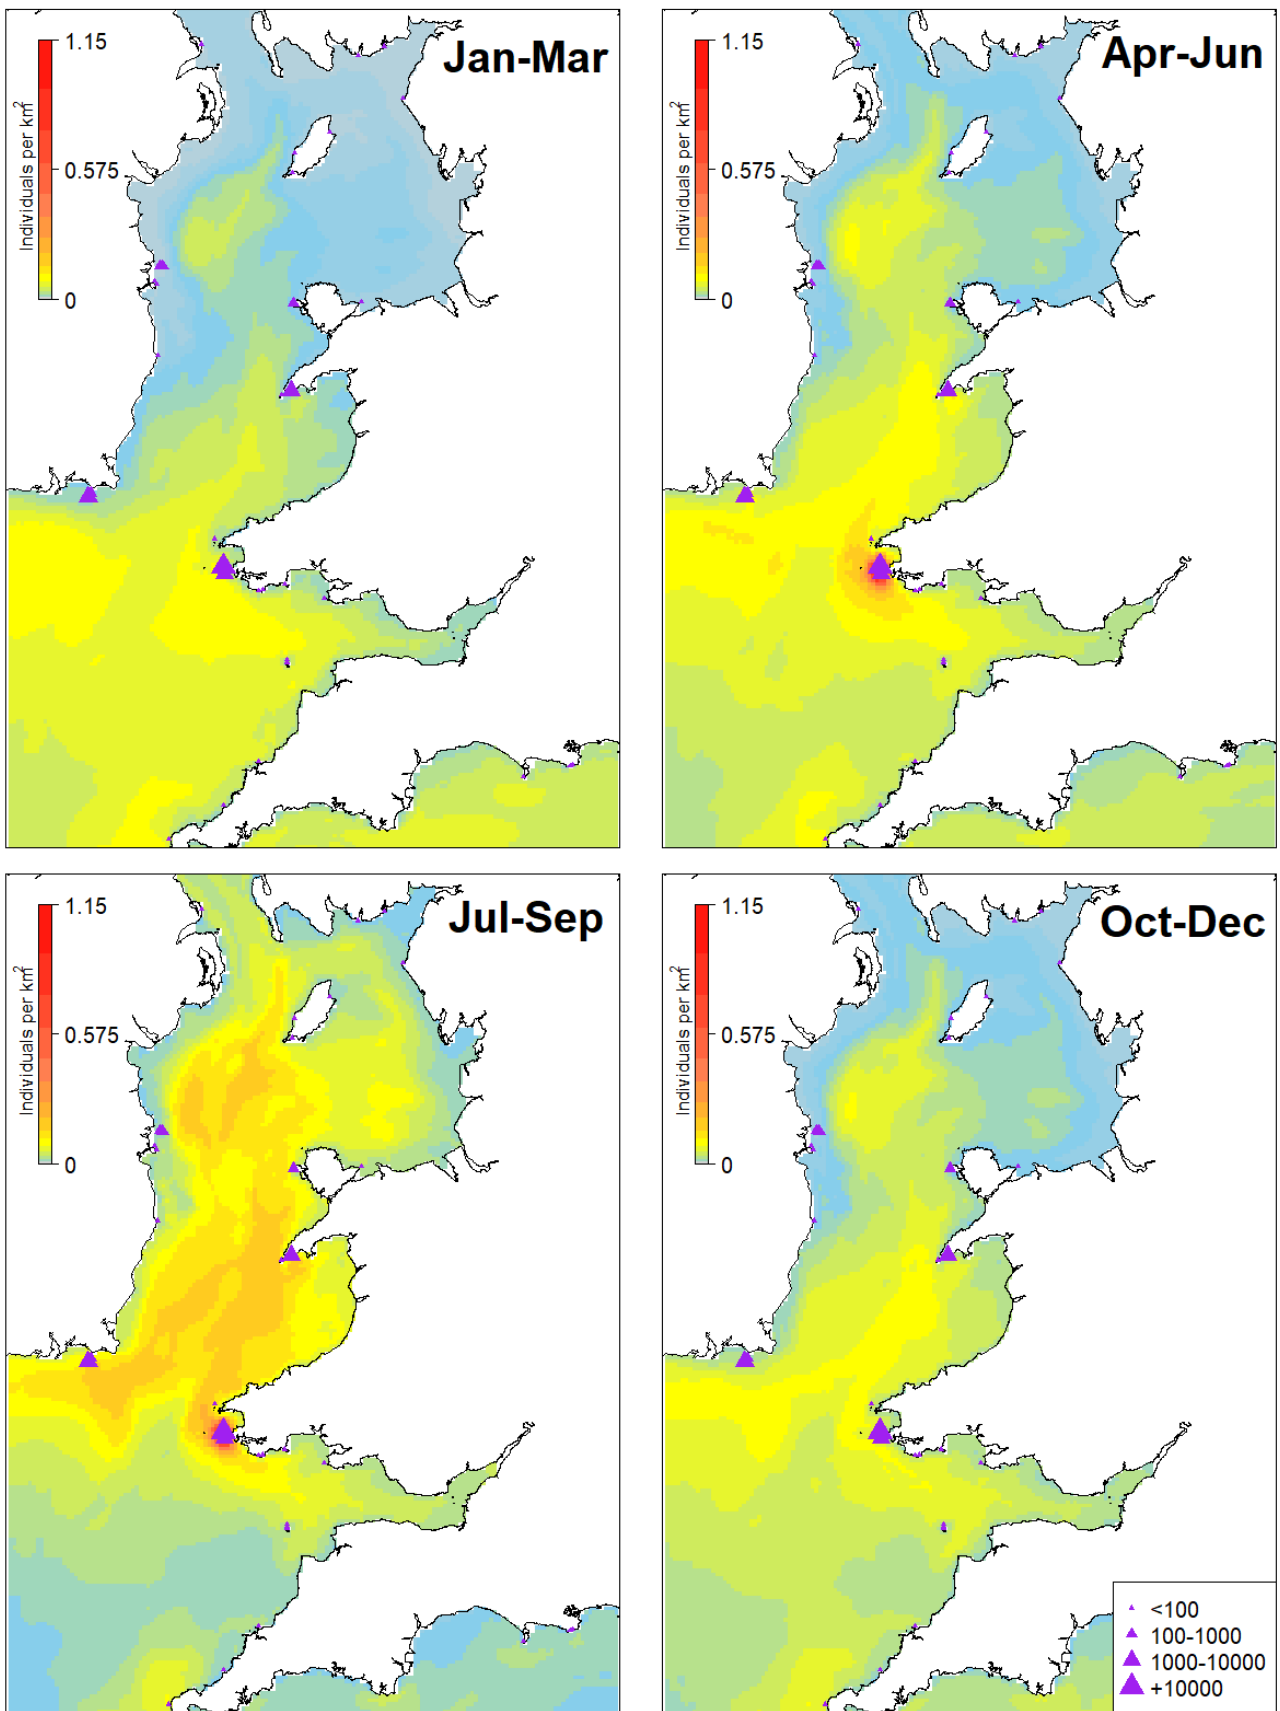 Jan-Mar
1.15
0.575
0
Individuals per km²
Apr-Jun
1.15
0.575
0
Individuals per km²
Jul-Sep
1.15
0.575
0
Individuals per km²
Oct-Dec
1.15
0.575
0
Individuals per km²
<100
100-1000
1000-10000
+10000